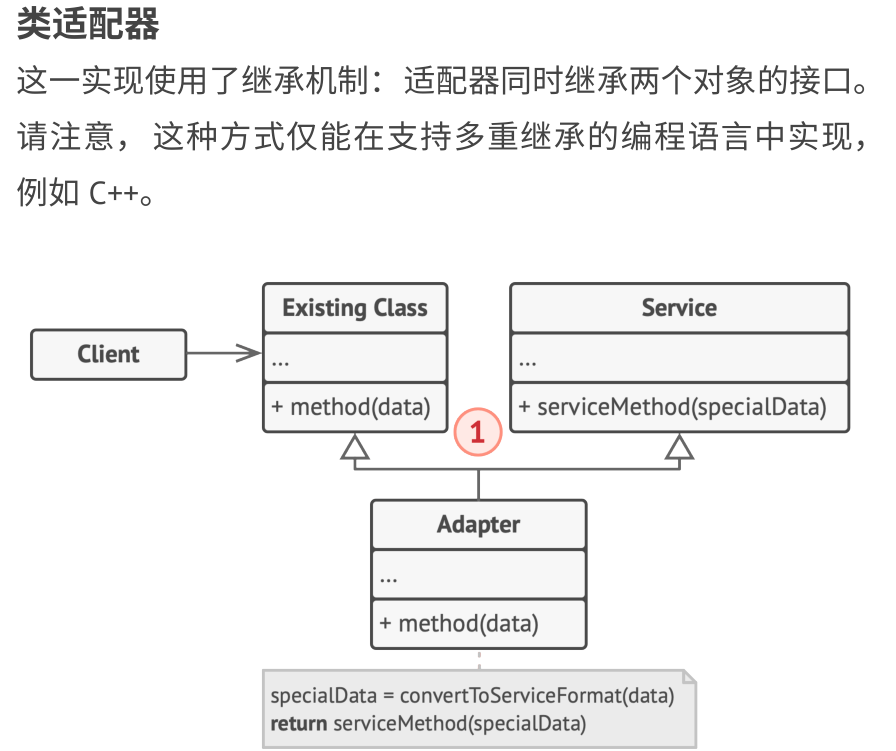 类适配器
这一实现使用了继承机制： 适配器同时继承两个对象的接口。
请注意， 这种方式仅能在支持多重继承的编程语言中实现，
例如 C++。
Client
Existing Class
...
+ method(data)
Service
...
+ serviceMethod(specialData)
1
Adapter
...
+ method(data)
specialData = convertToServiceFormat(data)
return serviceMethod(specialData)